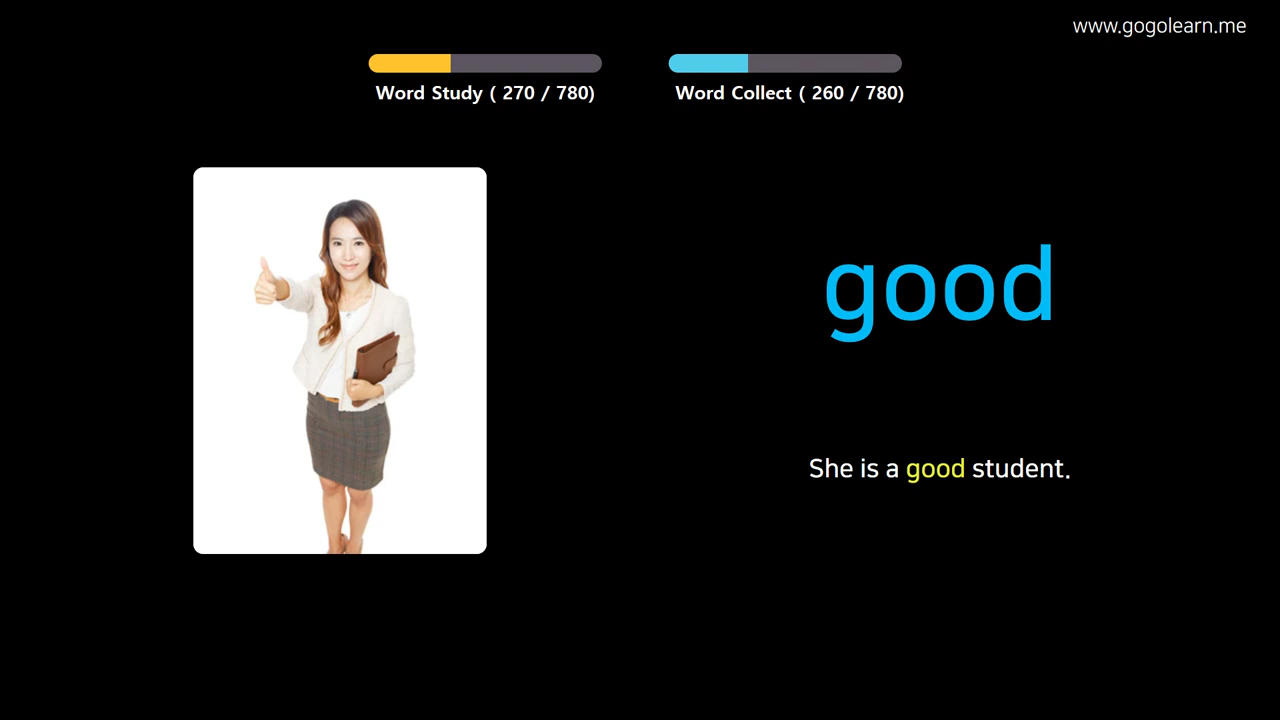 www.gogolearn.me
Word Study ( 270 / 780)
Word Collect ( 260 / 780)
good
She is a good student.